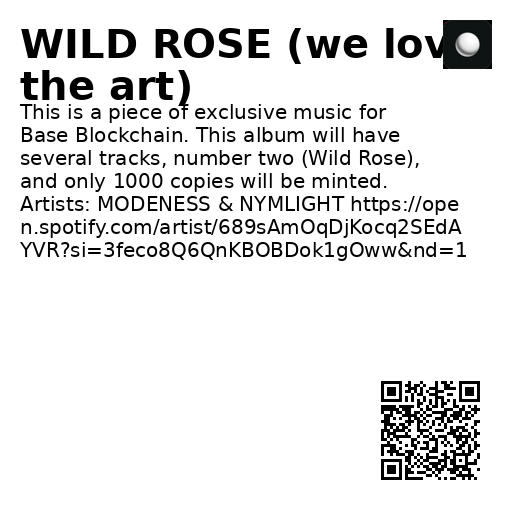 WILD ROSE (we lov
the art)
This is a piece of exclusive music for
Base Blockchain. This album will have
several tracks, number two (Wild Rose),
and only 1000 copies will be minted.
Artists: MODENESS & NYMLIGHT https://ope
n.spotify.com/artist/689sAmOqDjKocq2SEdA
YVR?si=3feco8Q6QnKBOBDok1gOww&nd=1